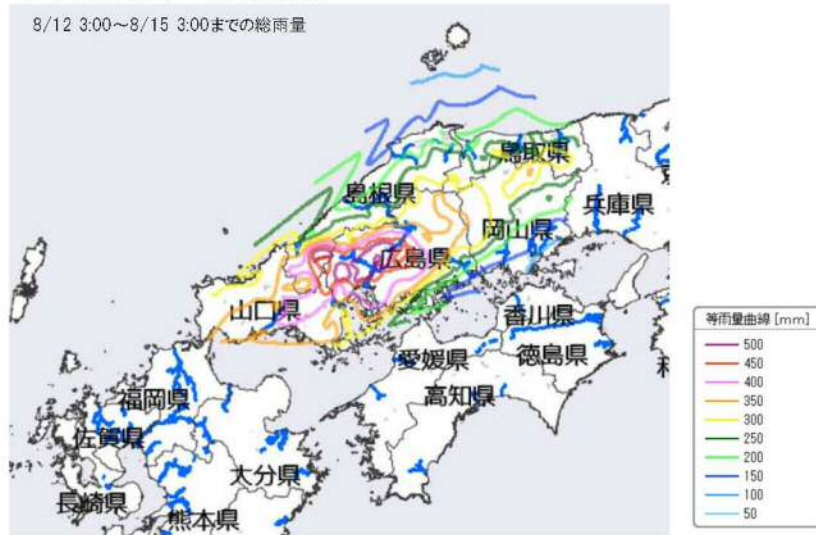 8/12 3:00～8/15 3:00までの総雨量
鳥取県
島根県
兵庫県
岡山県
広島県
山口県
香川県
愛媛県
徳島県
高知県
福岡県
佐賀県
大分県
長崎県
熊本県
等雨量曲線 [mm]
500
450
400
350
300
250
200
150
100
50